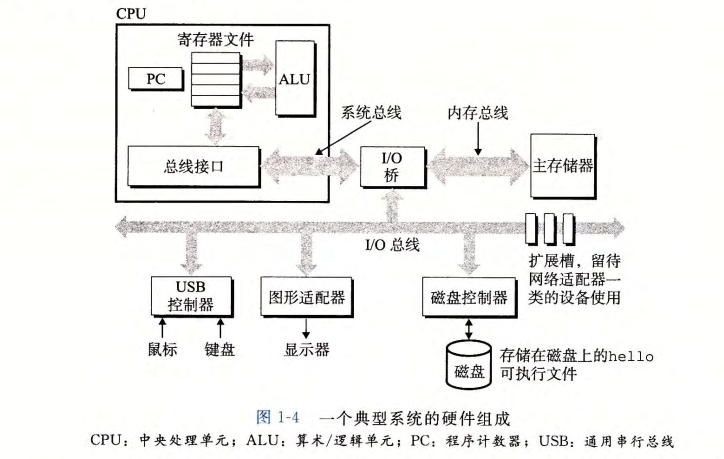 CPU
寄存器文件
PC
ALU
系统总线
内存总线
总线接口
I/O
桥
主存储器
I/O 总线
扩展槽，留待
网络适配器一
类的设备使用
USB
控制器
图形适配器
磁盘控制器
鼠标
键盘
显示器
磁盘
存储在磁盘上的hello
可执行文件
图 1-4 一个典型系统的硬件组成
CPU：中央处理单元；ALU：算术/逻辑单元；PC：程序计数器；USB：通用串行总线